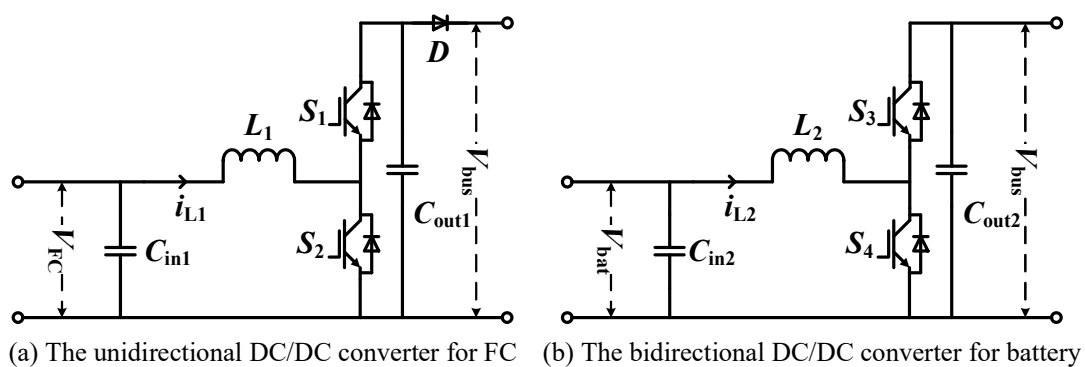 D
S1
L1
Vbus
iL1
Cout1
VFC
Cin1
S2
S3
L2
Vbus
iL2
Cout2
Vbat
Cin2
S4
(a) The unidirectional DC/DC converter for FC
(b) The bidirectional DC/DC converter for battery